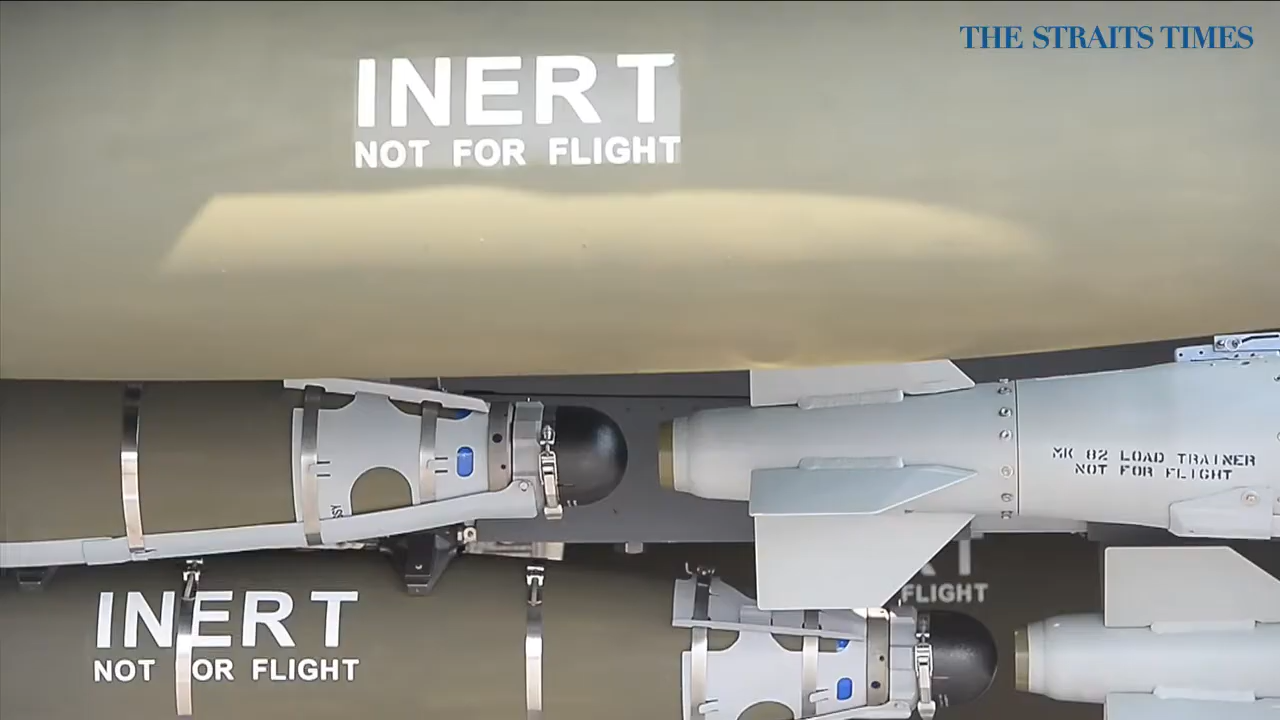 THE STRAITS TIMES
INERT
NOT FOR FLIGHT
MK 82 LOAD TRAINER
NOT FOR FLIGHT
INERT
NOT FOR FLIGHT
FLIGHT